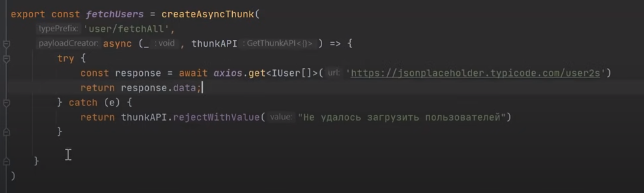 export const fetchUsers = createAsyncThunk(
typePrefix: 'user/fetchAll',
payloadCreator: async (_ : void , thunkAPI : GetThunkAPI<{}> ) => {
try {
const response = await axios.get<IUser[]>( url: 'https://jsonplaceholder.typicode.com/user2s')
return response.data;
} catch (e) {
return thunkAPI.rejectWithValue( value: "Не удалось загрузить пользователей")
}
}
)